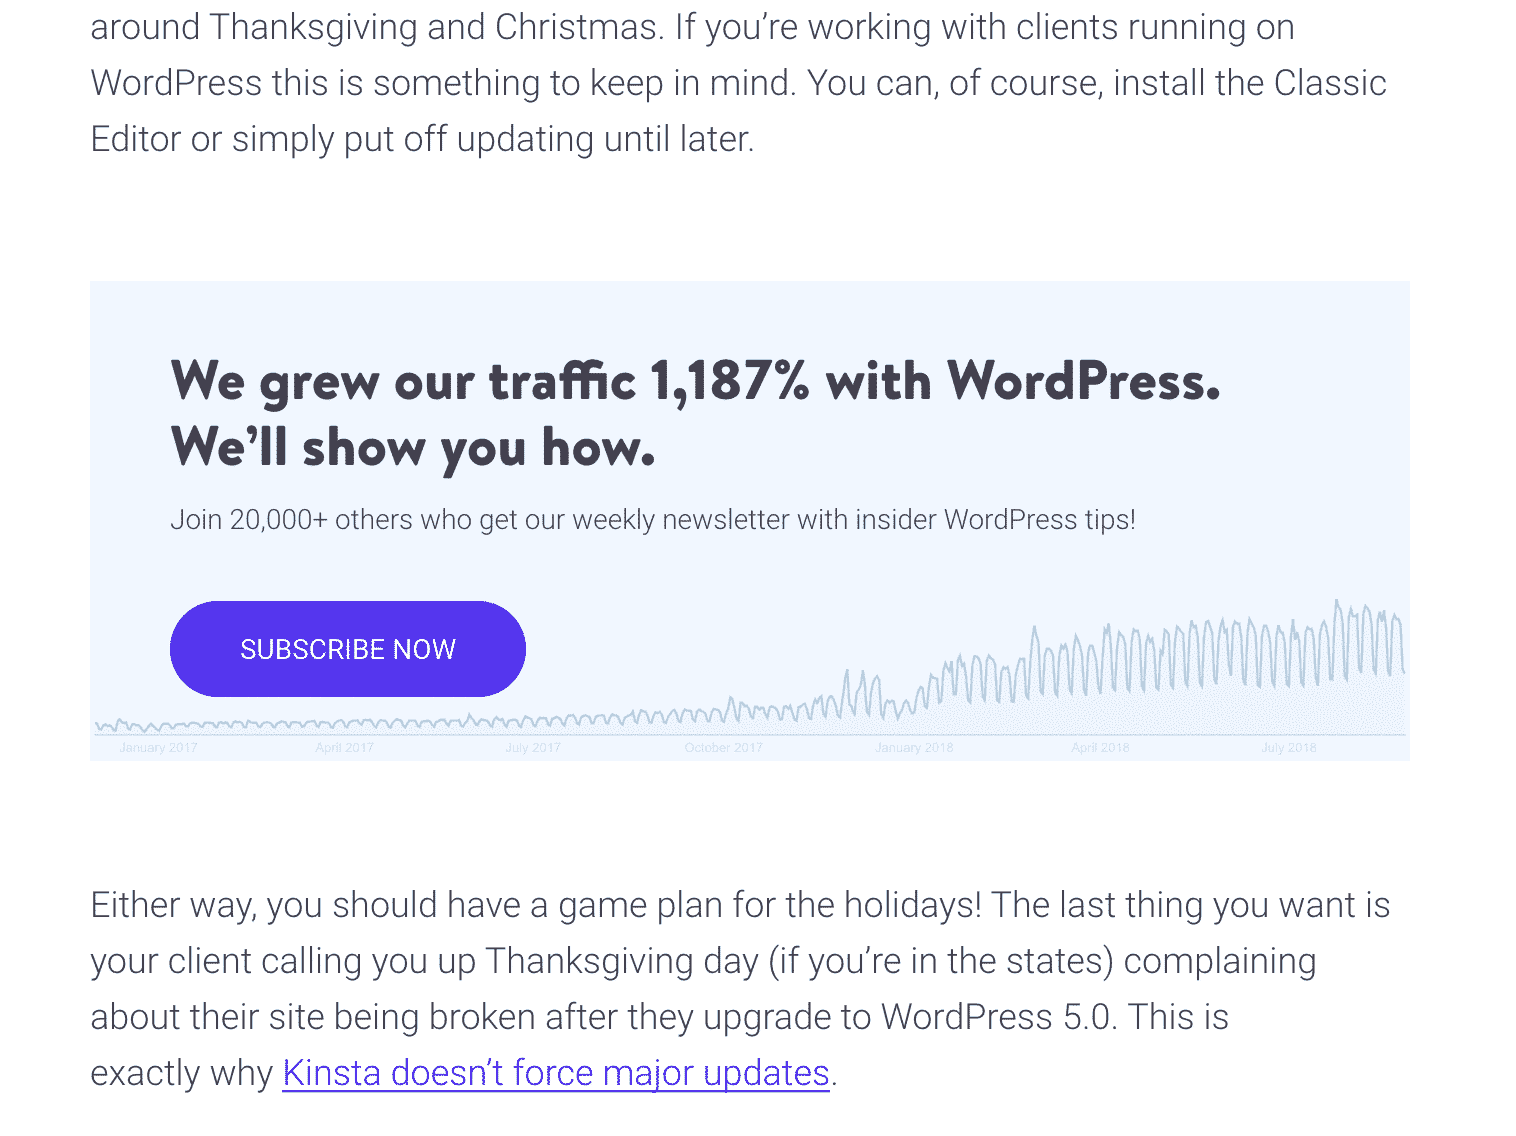 around Thanksgiving and Christmas. If you’re working with clients running on
WordPress this is something to keep in mind. You can, of course, install the Classic
Editor or simply put off updating until later.
We grew our traffic 1,187% with WordPress.
We’ll show you how.
Join 20,000+ others who get our weekly newsletter with insider WordPress tips!
SUBSCRIBE NOW
January 2017 April 2017 July 2017 October 2017 January 2018 April 2018 July 2018
Either way, you should have a game plan for the holidays! The last thing you want is
your client calling you up Thanksgiving day (if you’re in the states) complaining
about their site being broken after they upgrade to WordPress 5.0. This is
exactly why Kinsta doesn’t force major updates.